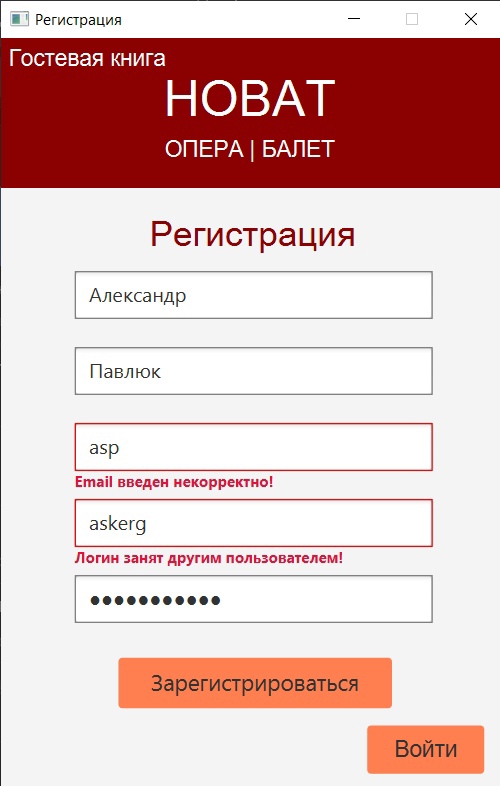 Регистрация
Гостевая книга
НОВАТ
ОПЕРА | БАЛЕТ
Регистрация
Александр
Павлюк
asp
Email введен некорректно!
askerg
Логин занят другим пользователем!
●●●●●●●●●●●
Зарегистрироваться
Войти